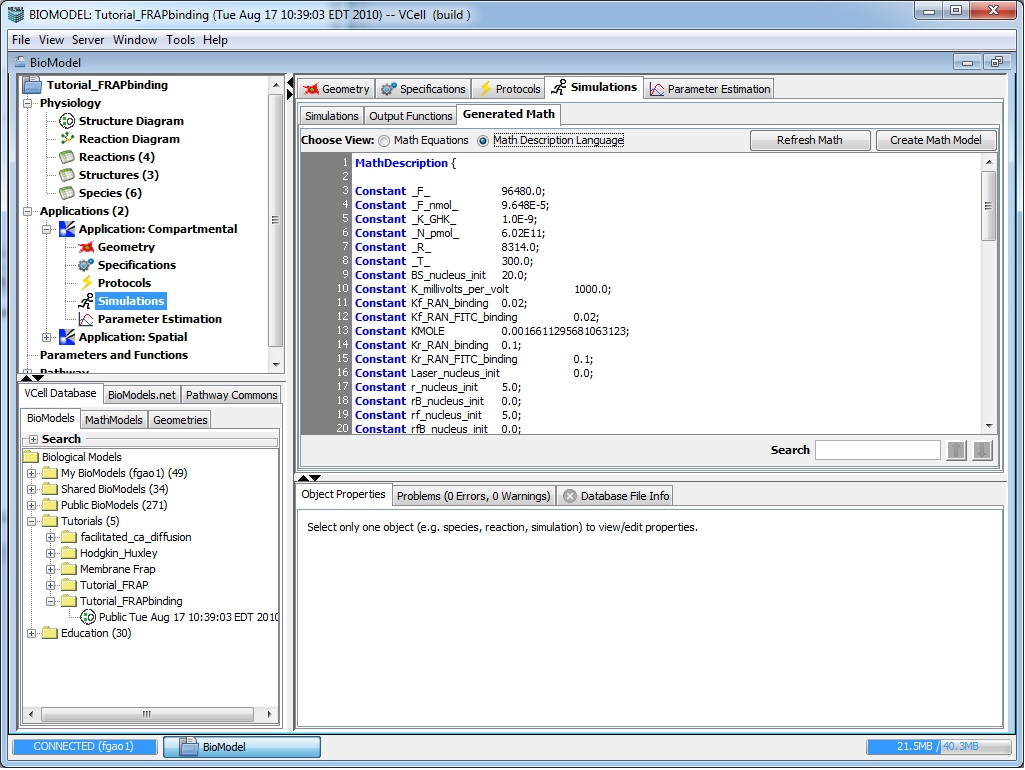 BIOMODEL: Tutorial_FRAPbinding (Tue Aug 17 10:39:03 EDT 2010) -- VCell (build )
File View Server Window Tools Help
BioModel
Tutorial_FRAPbinding
Physiology
Structure Diagram
Reaction Diagram
Reactions (4)
Structures (3)
Species (6)
Applications (2)
Application: Compartmental
Geometry
Specifications
Protocols
Simulations
Parameter Estimation
Application: Spatial
Parameters and Functions
Pathway
VCell Database BioModels.net Pathway Commons
BioModels MathModels Geometries
Search
Biological Models
My BioModels (fgao1) (49)
Shared BioModels (34)
Public BioModels (271)
Tutorials (5)
facilitated_ca_diffusion
Hodgkin_Huxley
Membrane Frap
Tutorial_FRAP
Tutorial_FRAPbinding
Public Tue Aug 17 10:39:03 EDT 2010
Education (30)
Geometry Specifications Protocols Simulations Parameter Estimation
Simulations Output Functions Generated Math
Choose View: Math Equations Math Description Language Refresh Math Create Math Model
1 MathDescription {
2
3 Constant _F_ 96480.0;
4 Constant _F_nmol_ 9.648E-5;
5 Constant _K_GHK_ 1.0E-9;
6 Constant _N_pmol_ 6.02E11;
7 Constant _R_ 8314.0;
8 Constant _T_ 300.0;
9 Constant BS_nucleus_init 20.0;
10 Constant K_millivolts_per_volt 1000.0;
11 Constant Kf_RAN_binding 0.02;
12 Constant Kf_RAN_FITC_binding 0.02;
13 Constant KMOLE 0.0016611295681063123;
14 Constant Kr_RAN_binding 0.1;
15 Constant Kr_RAN_FITC_binding 0.1;
16 Constant Laser_nucleus_init 0.0;
17 Constant r_nucleus_init 5.0;
18 Constant rB_nucleus_init 0.0;
19 Constant rf_nucleus_init 5.0;
20 Constant rfB_nucleus_init 0.0;
Search
Object Properties Problems (0 Errors, 0 Warnings) Database File Info
Select only one object (e.g. species, reaction, simulation) to view/edit properties.
CONNECTED (fgao1) BioModel 21.5MB / 40.3MB